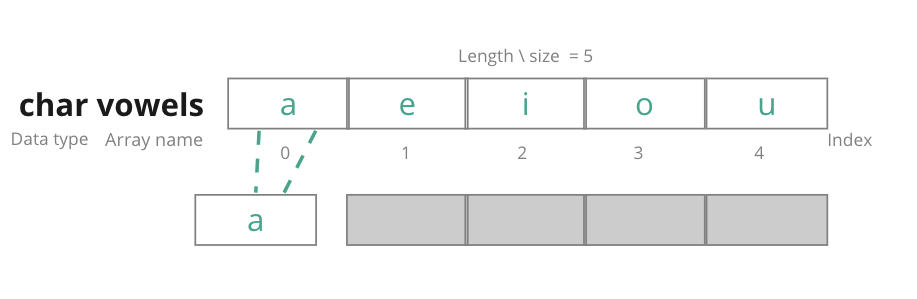 Length \ size = 5
char vowels a e i o u
Data type Array name Index
0 1 2 3 4
a